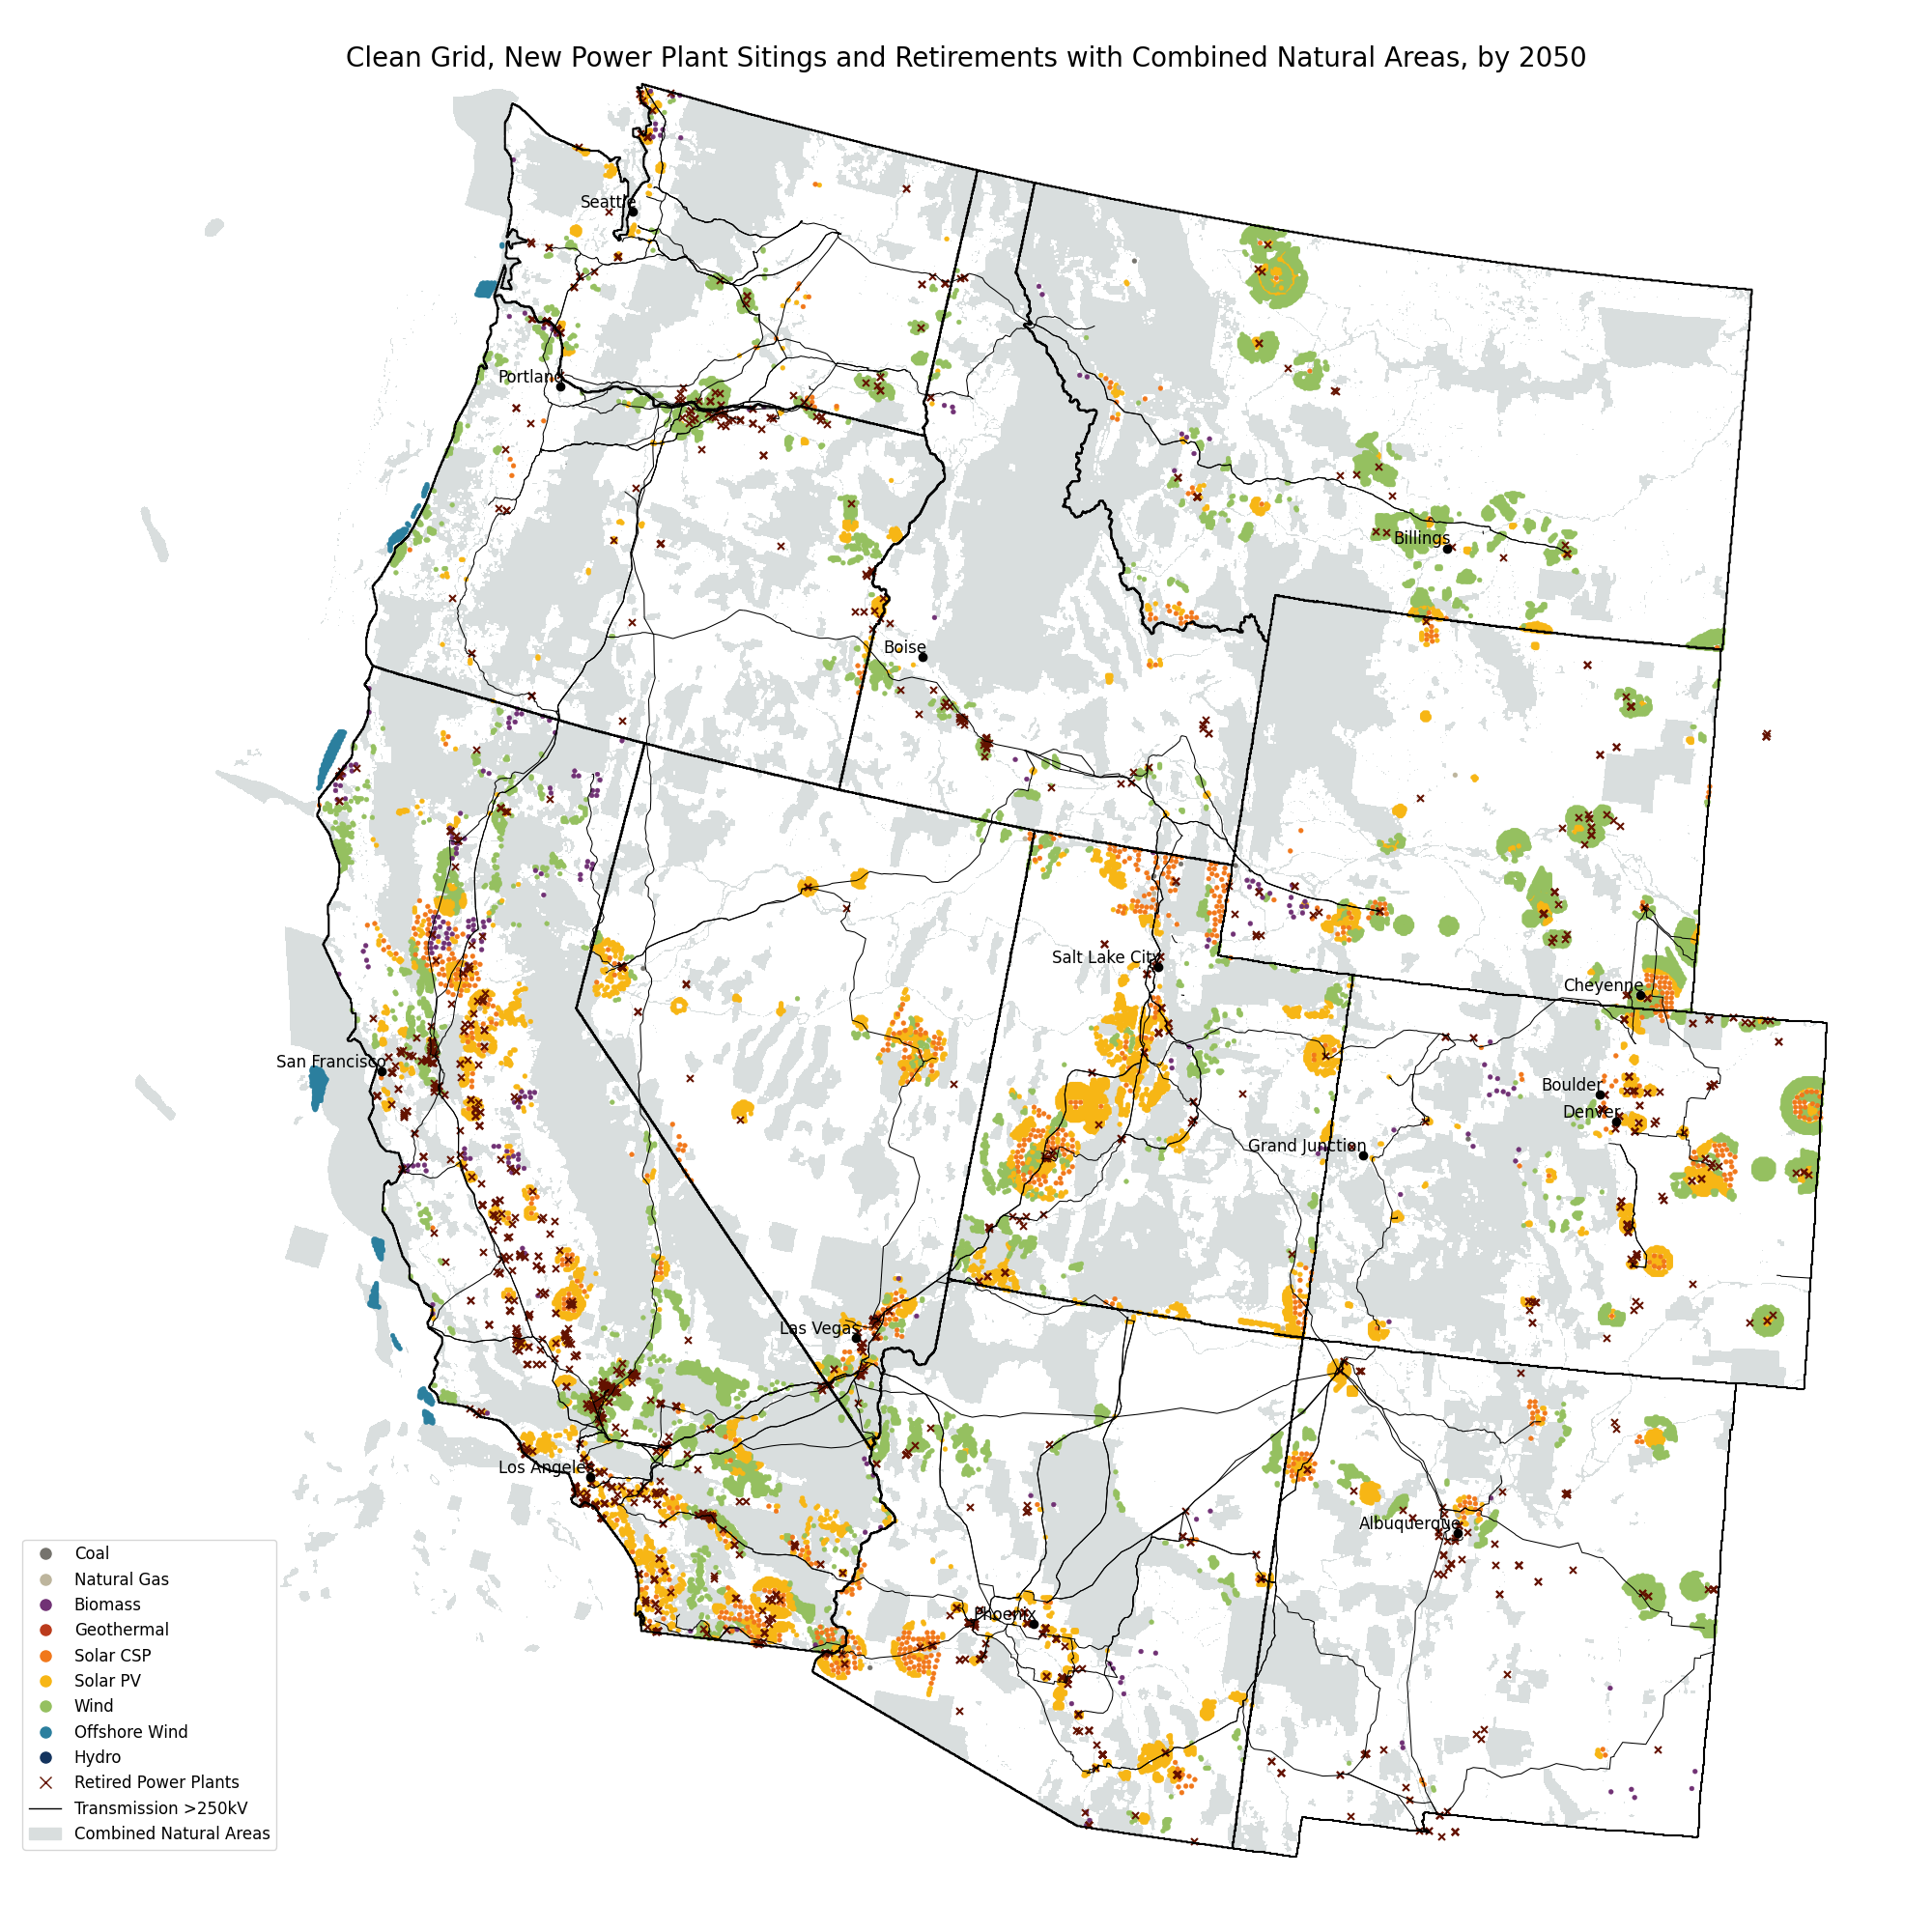 Clean Grid, New Power Plant Sitings and Retirements with Combined Natural Areas, by 2050
Seattle
Portland
Billings
Boise
Salt Lake City
Cheyenne
San Francisco
Boulder
Denver
Grand Junction
Las Vegas
Los Angeles
Albuquerque
Phoenix
Coal
Natural Gas
Biomass
Geothermal
Solar CSP
Solar PV
Wind
Offshore Wind
Hydro
Retired Power Plants
Transmission >250kV
Combined Natural Areas